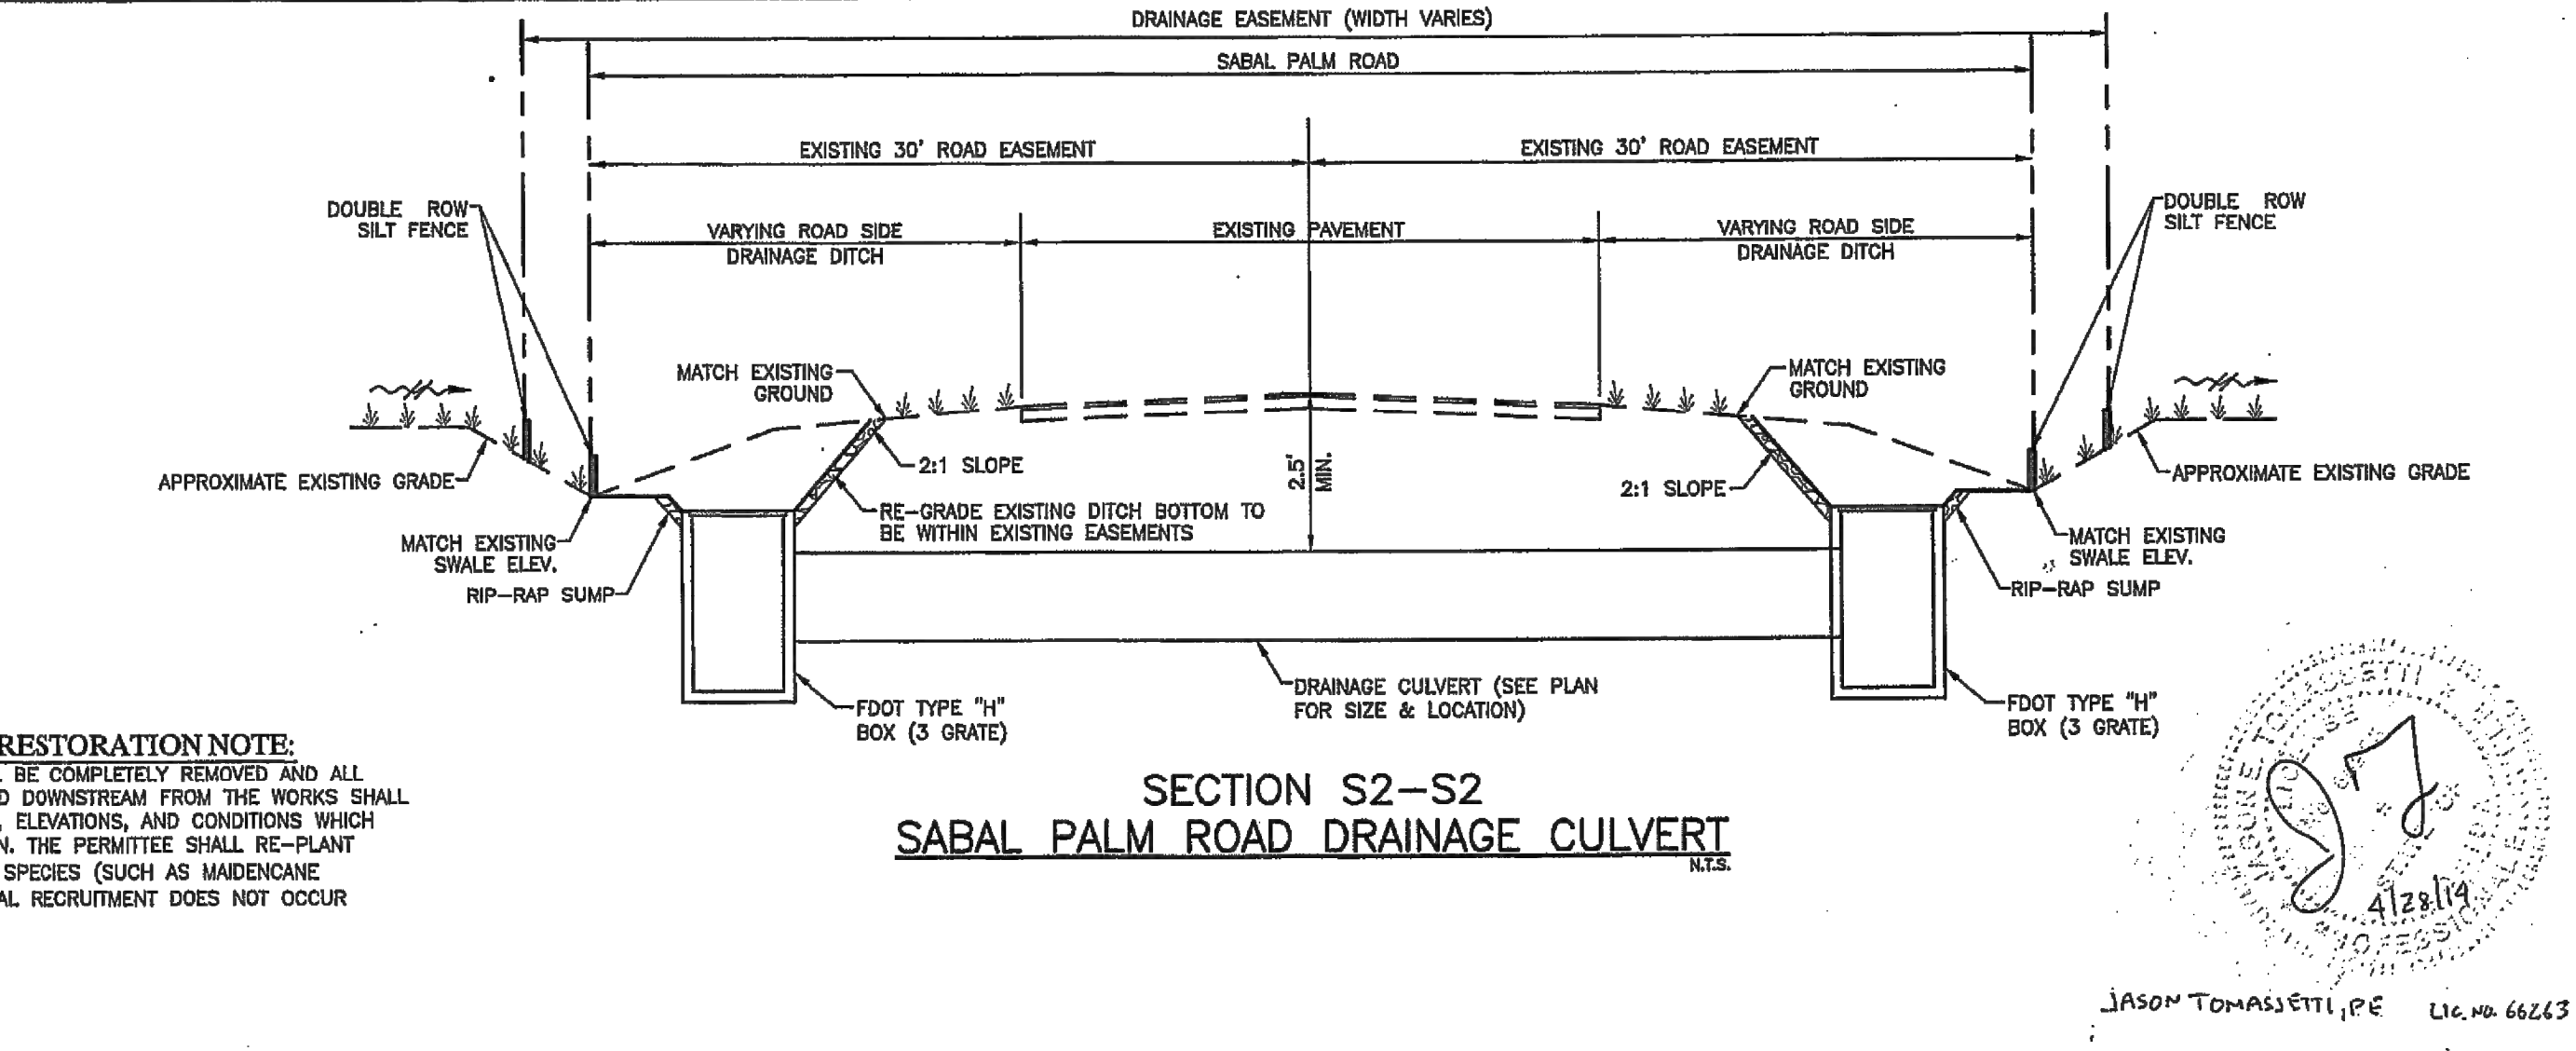 DRAINAGE EASEMENT (WIDTH VARIES)
SABAL PALM ROAD
EXISTING 30' ROAD EASEMENT
EXISTING 30' ROAD EASEMENT
DOUBLE ROW
SILT FENCE
VARYING ROAD SIDE
DRAINAGE DITCH
EXISTING PAVEMENT
VARYING ROAD SIDE
DRAINAGE DITCH
DOUBLE ROW
SILT FENCE
MATCH EXISTING
GROUND
MATCH EXISTING
GROUND
APPROXIMATE EXISTING GRADE
2:1 SLOPE
2.5'
MIN.
2:1 SLOPE
APPROXIMATE EXISTING GRADE
RE-GRADE EXISTING DITCH BOTTOM TO
BE WITHIN EXISTING EASEMENTS
MATCH EXISTING
SWALE ELEV.
MATCH EXISTING
SWALE ELEV.
RIP-RAP SUMP
RIP-RAP SUMP
DRAINAGE CULVERT (SEE PLAN
FOR SIZE & LOCATION)
FDOT TYPE "H"
BOX (3 GRATE)
FDOT TYPE "H"
BOX (3 GRATE)
RESTORATION NOTE:
BE COMPLETELY REMOVED AND ALL
D DOWNSTREAM FROM THE WORKS SHALL
, ELEVATIONS, AND CONDITIONS WHICH
N. THE PERMITTEE SHALL RE-PLANT
SPECIES (SUCH AS MAIDENCANE
AL RECRUITMENT DOES NOT OCCUR
SECTION S2-S2
SABAL PALM ROAD DRAINAGE CULVERT
N.T.S.
4/28/14
JASON TOMASSETTI, PE LIC. NO. 66263